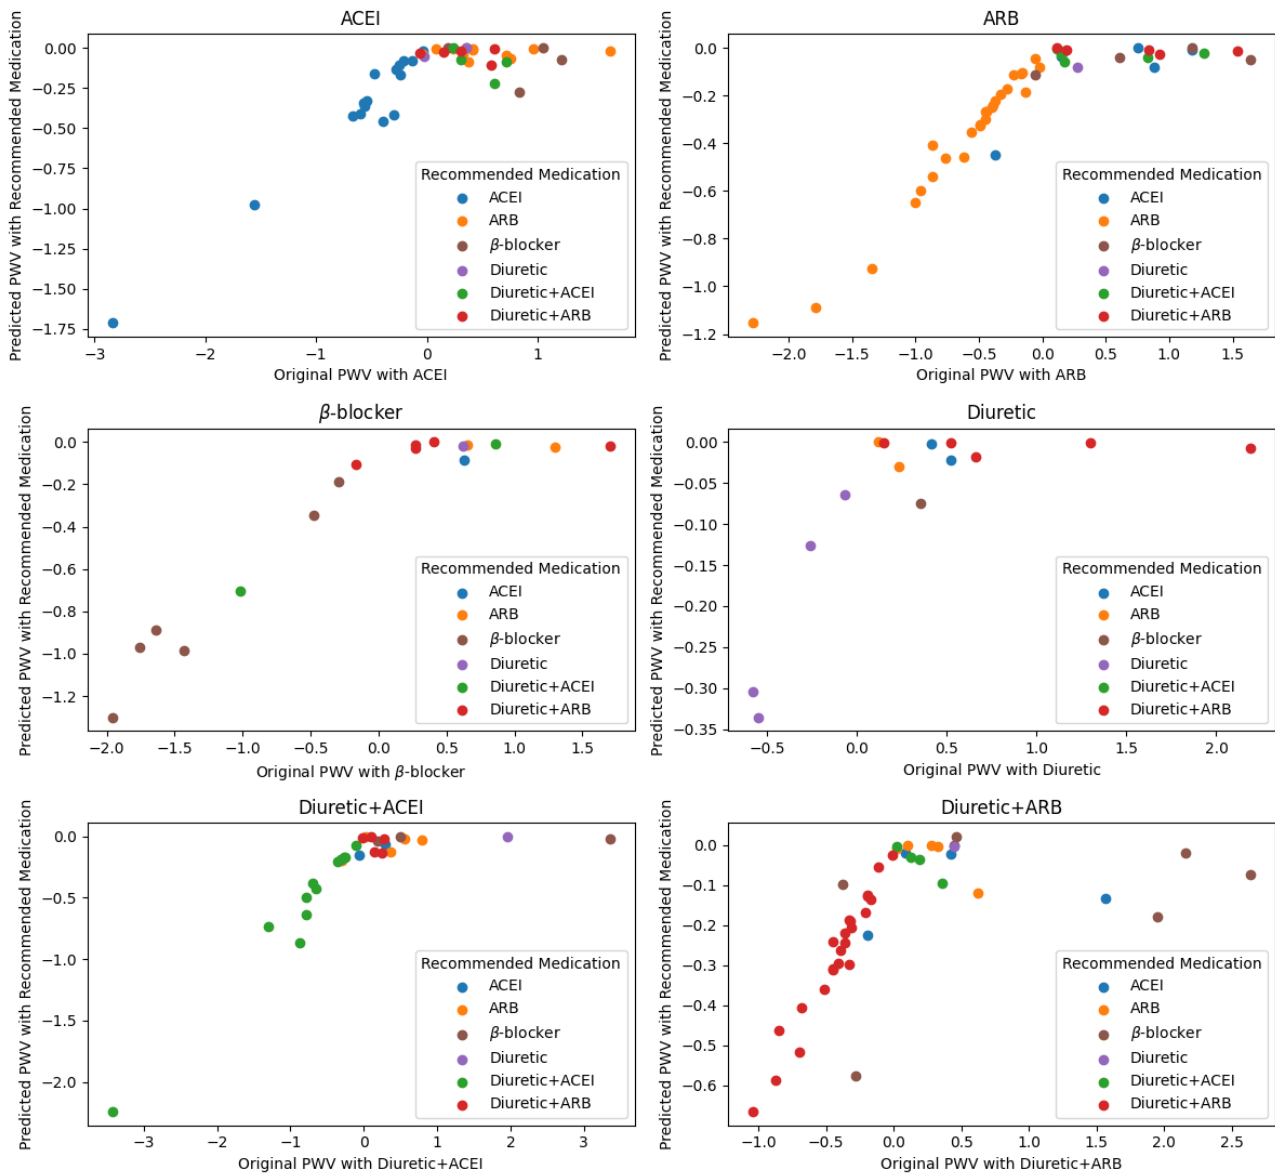 ACEI
Predicted PWV with Recommended Medication
0.00
−0.25
−0.50
−0.75
−1.00
−1.25
−1.50
−1.75
Recommended Medication
ACEI
ARB
β-blocker
Diuretic
Diuretic+ACEI
Diuretic+ARB
−3 −2 −1 0 1
Original PWV with ACEI
ARB
Predicted PWV with Recommended Medication
0.0
−0.2
−0.4
−0.6
−0.8
−1.0
−1.2
Recommended Medication
ACEI
ARB
β-blocker
Diuretic
Diuretic+ACEI
Diuretic+ARB
−2.0 −1.5 −1.0 −0.5 0.0 0.5 1.0 1.5
Original PWV with ARB
β-blocker
Predicted PWV with Recommended Medication
0.0
−0.2
−0.4
−0.6
−0.8
−1.0
−1.2
Recommended Medication
ACEI
ARB
β-blocker
Diuretic
Diuretic+ACEI
Diuretic+ARB
−2.0 −1.5 −1.0 −0.5 0.0 0.5 1.0 1.5
Original PWV with β-blocker
Diuretic
Predicted PWV with Recommended Medication
0.00
−0.05
−0.10
−0.15
−0.20
−0.25
−0.30
−0.35
Recommended Medication
ACEI
ARB
β-blocker
Diuretic
Diuretic+ACEI
Diuretic+ARB
−0.5 0.0 0.5 1.0 1.5 2.0
Original PWV with Diuretic
Diuretic+ACEI
Predicted PWV with Recommended Medication
0.0
−0.5
−1.0
−1.5
−2.0
Recommended Medication
ACEI
ARB
β-blocker
Diuretic
Diuretic+ACEI
Diuretic+ARB
−3 −2 −1 0 1 2 3
Original PWV with Diuretic+ACEI
Diuretic+ARB
Predicted PWV with Recommended Medication
0.0
−0.1
−0.2
−0.3
−0.4
−0.5
−0.6
Recommended Medication
ACEI
ARB
β-blocker
Diuretic
Diuretic+ACEI
Diuretic+ARB
−1.0 −0.5 0.0 0.5 1.0 1.5 2.0 2.5
Original PWV with Diuretic+ARB